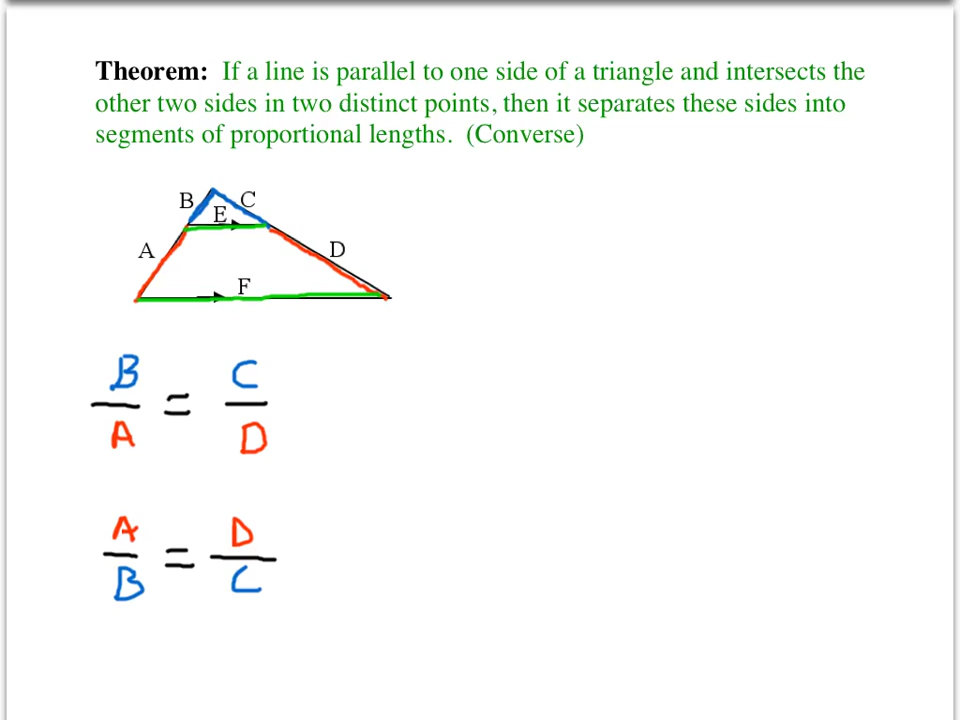 Theorem: If a line is parallel to one side of a triangle and intersects the
other two sides in two distinct points, then it separates these sides into
segments of proportional lengths. (Converse)
B C
E
A D
F
B C
= 
A D
A D
=
B C